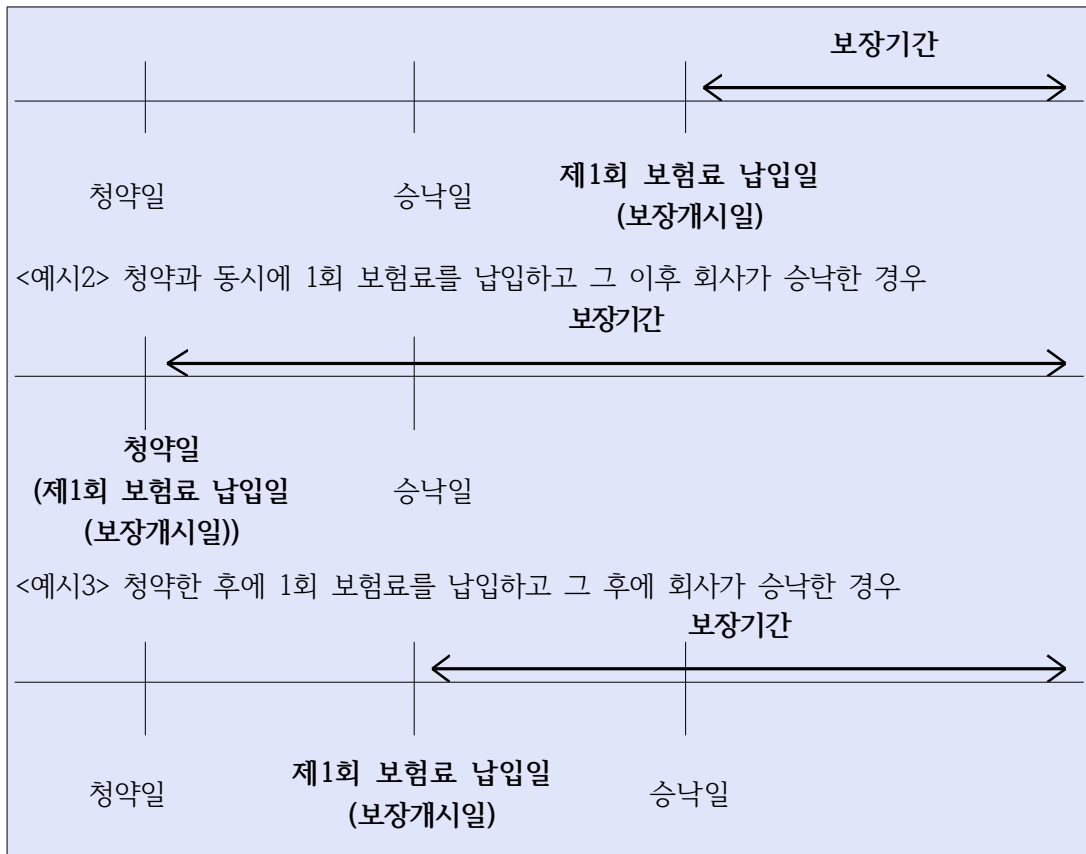 보장기간
청약일 승낙일 제1회 보험료 납입일
(보장개시일)
<예시2> 청약과 동시에 1회 보험료를 납입하고 그 이후 회사가 승낙한 경우
보장기간
청약일
(제1회 보험료 납입일 승낙일
(보장개시일))
<예시3> 청약한 후에 1회 보험료를 납입하고 그 후에 회사가 승낙한 경우
보장기간
청약일 제1회 보험료 납입일 승낙일
(보장개시일)